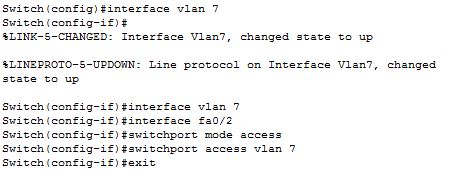 Switch(config)#interface vlan 7
Switch(config-if)#
%LINK-5-CHANGED: Interface Vlan7, changed state to up
%LINEPROTO-5-UPDOWN: Line protocol on Interface Vlan7, changed
state to up
Switch(config-if)#interface vlan 7
Switch(config-if)#interface fa0/2
Switch(config-if)#switchport mode access
Switch(config-if)#switchport access vlan 7
Switch(config-if)#exit